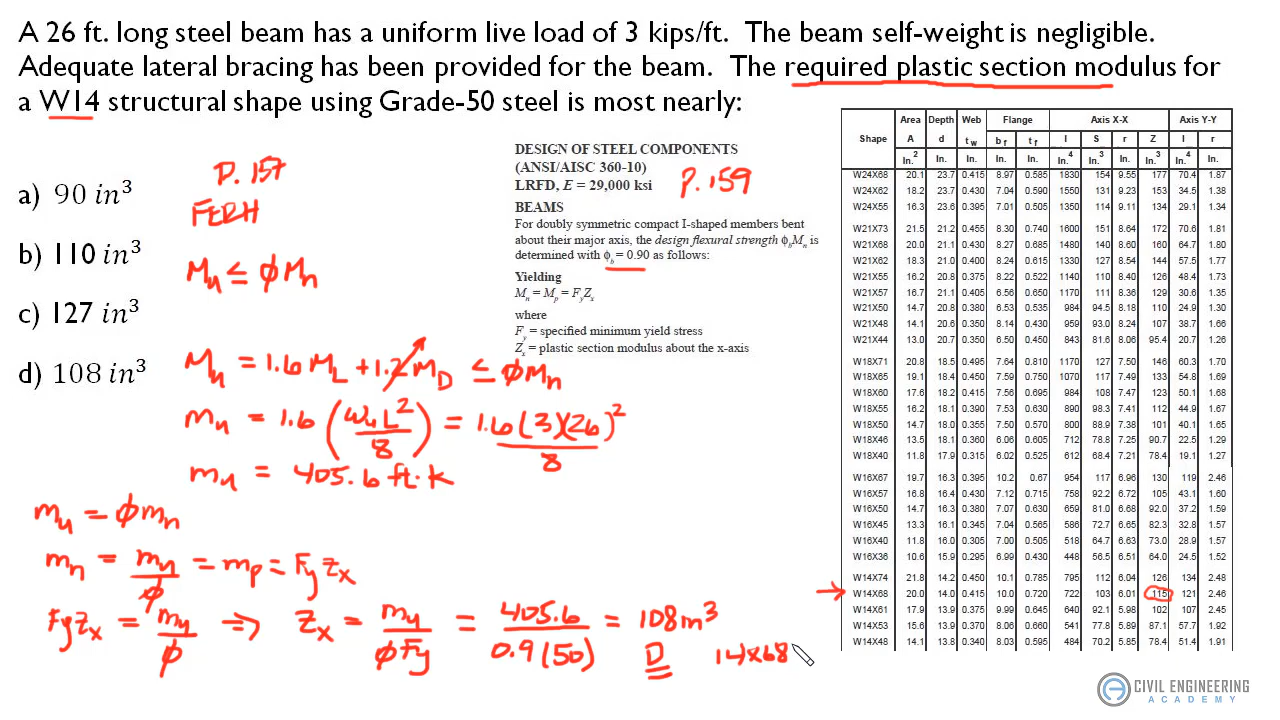 A 26 ft. long steel beam has a uniform live load of 3 kips/ft. The beam self-weight is negligible.
Adequate lateral bracing has been provided for the beam. The required plastic section modulus for
a W14 structural shape using Grade-50 steel is most nearly:
a) 90 in³
b) 110 in³
c) 127 in³
d) 108 in³
P. 157
FERH
Mu ≤ ϕMn
DESIGN OF STEEL COMPONENTS
(ANSI/AISC 360-10)
LRFD, E = 29,000 ksi
P. 159
BEAMS
For doubly symmetric compact I-shaped members bent
about their major axis, the design flexural strength ϕbMn is
determined with ϕb = 0.90 as follows:
Yielding
Mn = Mp = FyZx
where
Fy = specified minimum yield stress
Zx = plastic section modulus about the x-axis
Mu = 1.6 ML + 1.2 MD ≤ ϕMn
Mu = 1.6 (WuL²/8) = 1.6(3)(26)²/8
Mu = 405.6 ft·k
Mu = ϕMn
Mn = Mu/ϕ = Mp = FyZx
FyZx = Mu/ϕ ⇒ Zx = Mu/ϕFy = 405.6/0.9(50) = 108 m³
D
14x68
Shape Area Depth Web Flange Axis X-X Axis Y-Y
A d tw bf tf I S r Z I r
In.² In. In. In. In. In.⁴ In.³ In. In.³ In.⁴ In.
W24X68 20.1 23.7 0.415 8.97 0.585 1830 154 9.55 177 70.4 1.87
W24X62 18.2 23.7 0.430 7.04 0.590 1550 131 9.23 153 34.5 1.38
W24X55 16.3 23.6 0.395 7.01 0.505 1350 114 9.11 134 29.1 1.34
W21X73 21.5 21.2 0.455 8.30 0.740 1600 151 8.64 172 70.6 1.81
W21X68 20.0 21.1 0.430 8.27 0.685 1480 140 8.60 160 64.7 1.80
W21X62 18.3 21.0 0.400 8.24 0.615 1330 127 8.54 144 57.5 1.77
W21X55 16.2 20.8 0.375 8.22 0.522 1140 110 8.40 126 48.4 1.73
W21X57 16.7 21.1 0.405 6.56 0.650 1170 111 8.36 129 30.6 1.35
W21X50 14.7 20.8 0.380 6.53 0.535 984 94.5 8.18 110 24.9 1.30
W21X48 14.1 20.6 0.350 8.14 0.430 959 93.0 8.24 107 38.7 1.66
W21X44 13.0 20.7 0.350 6.50 0.450 843 81.6 8.06 95.4 20.7 1.26
W18X71 20.8 18.5 0.495 7.64 0.810 1170 127 7.50 146 60.3 1.70
W18X65 19.1 18.4 0.450 7.59 0.750 1070 117 7.49 133 54.8 1.69
W18X60 17.6 18.2 0.415 7.56 0.695 984 108 7.47 123 50.1 1.68
W18X55 16.2 18.1 0.390 7.53 0.630 890 98.3 7.41 112 44.9 1.67
W18X50 14.7 18.0 0.355 7.50 0.570 800 88.9 7.38 101 40.1 1.65
W18X46 13.5 18.1 0.360 6.06 0.605 712 78.8 7.25 90.7 22.5 1.29
W18X40 11.8 17.9 0.315 6.02 0.525 612 68.4 7.21 78.4 19.1 1.27
W16X67 19.7 16.3 0.395 10.2 0.67 954 117 6.96 130 119 2.46
W16X57 16.8 16.4 0.430 7.12 0.715 758 92.2 6.72 105 43.1 1.60
W16X50 14.7 16.3 0.380 7.07 0.630 659 81.0 6.68 92.0 37.2 1.59
W16X45 13.3 16.1 0.345 7.04 0.565 586 72.7 6.65 82.3 32.8 1.57
W16X40 11.8 16.0 0.305 7.00 0.505 518 64.7 6.63 73.0 28.9 1.57
W16X36 10.6 15.9 0.295 6.99 0.430 448 56.5 6.51 64.0 24.5 1.52
W14X74 21.8 14.2 0.450 10.1 0.785 795 112 6.04 126 134 2.48
W14X68 20.0 14.0 0.415 10.0 0.720 722 103 6.01 115 121 2.46
W14X61 17.9 13.9 0.375 9.99 0.645 640 92.1 5.98 102 107 2.45
W14X53 15.6 13.9 0.370 8.06 0.660 541 77.8 5.89 87.1 57.7 1.92
W14X48 14.1 13.8 0.340 8.03 0.595 484 70.2 5.85 78.4 51.4 1.91
CIVIL ENGINEERING
ACADEMY